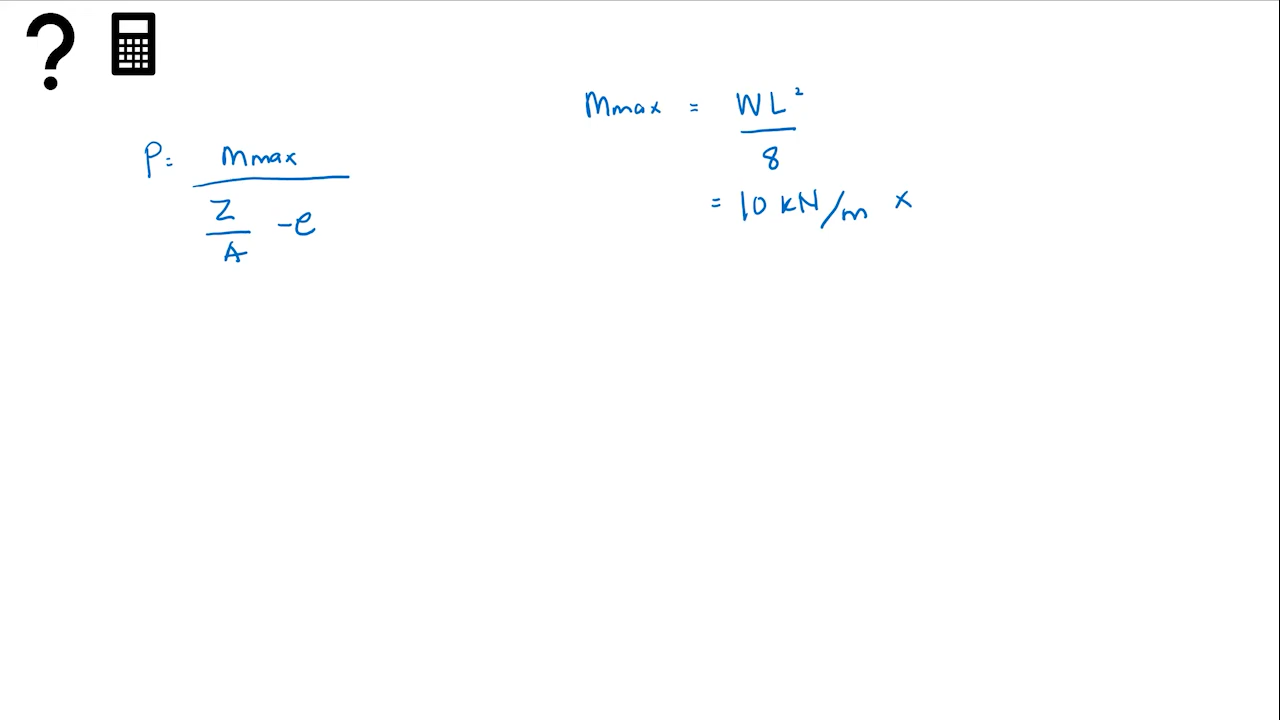 Mmax = WL²
8
= 10 kN/m x
P = Mmax
Z
A
-e